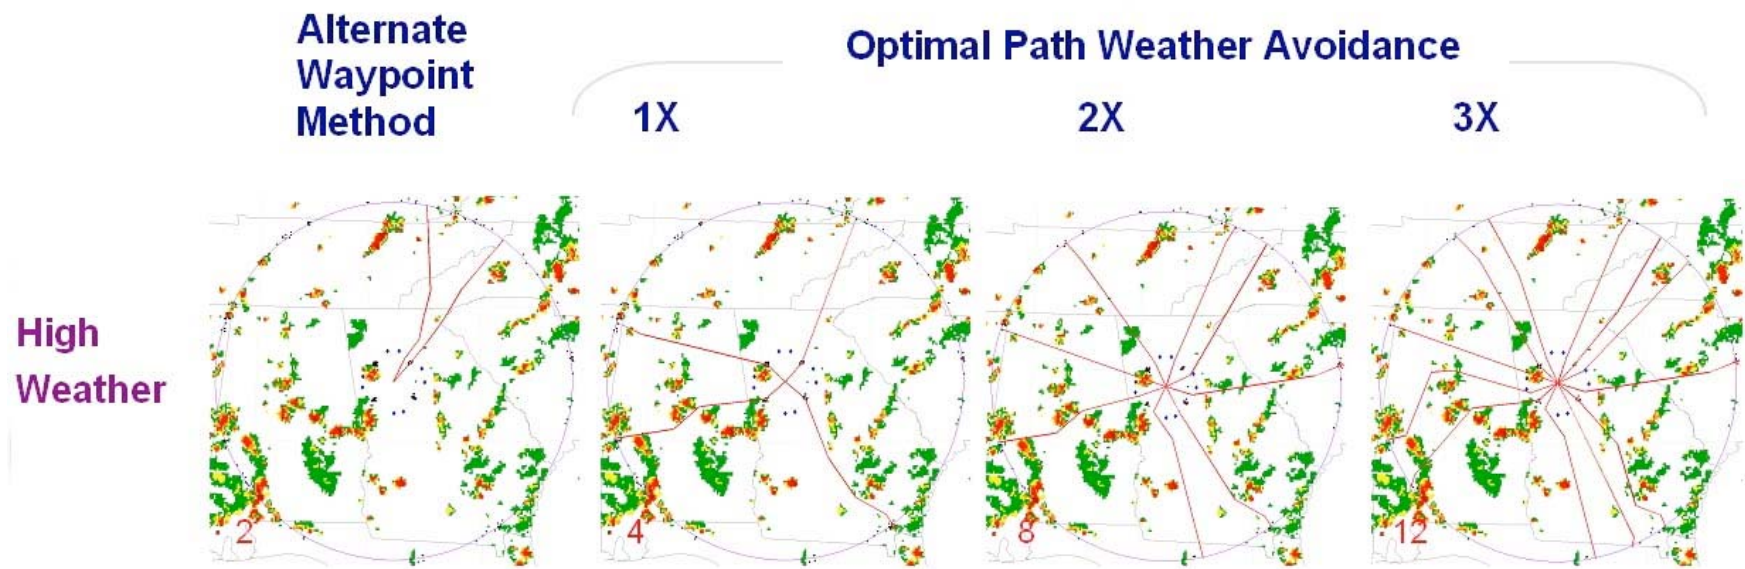 Alternate
Waypoint
Method
Optimal Path Weather Avoidance
1X
2X
3X
High
Weather
2
4
8
12